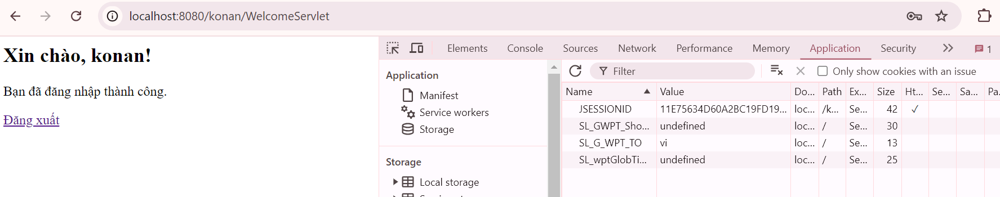 localhost:8080/konan/WelcomeServlet
Xin chào, konan!
Bạn đã đăng nhập thành công.
Đăng xuất
Elements Console Sources Network Performance Memory Application Security 1
Application
Manifest
Service workers
Storage
Storage
Local storage
Filter Only show cookies with an issue
Name Value Do... Path Ex... Size Ht... Se... Sa... Pa...
JSESSIONID 11E75634D60A2BC19FD19... loc... /k... Se... 42 ✓
SL_GWPT_Sho... undefined loc... / Se... 30
SL_G_WPT_TO vi loc... / Se... 13
SL_wptGlobTi... undefined loc... / Se... 25